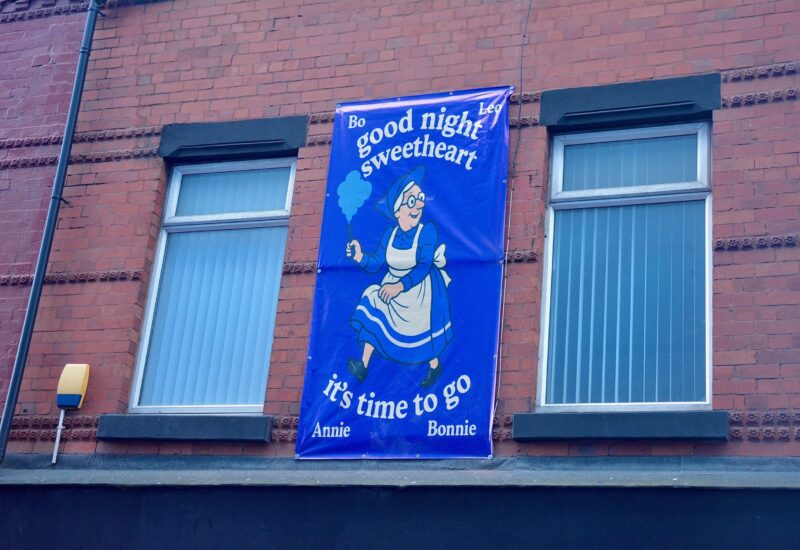 Bo Leo
good night
sweetheart
it's time to go
Annie Bonnie